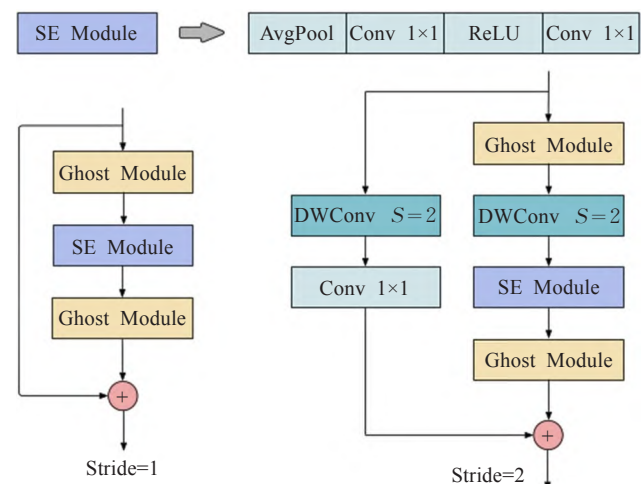 SE Module
AvgPool Conv 1×1 ReLU Conv 1×1
Ghost Module
SE Module
Ghost Module
+
Stride=1
Ghost Module
DWConv S=2 DWConv S=2
Conv 1×1 SE Module
Ghost Module
+
Stride=2